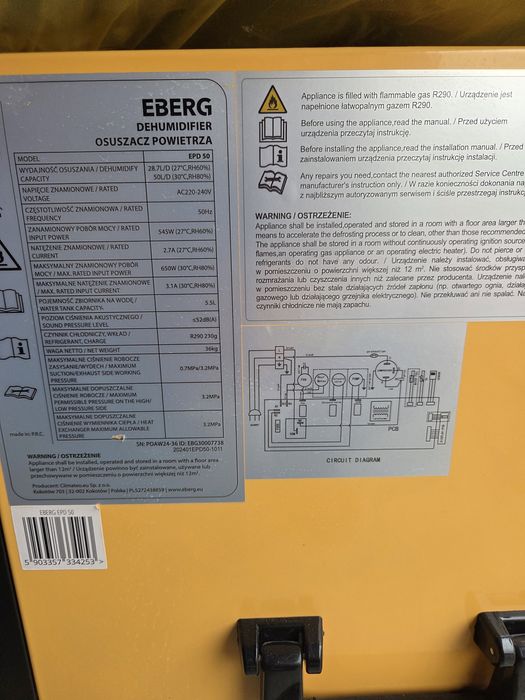 EBERG
DEHUMIDIFIER
OSUSZACZ POWIETRZA
MODEL EPD 50
WYDAJNOŚĆ OSUSZANIA / DEHUMIDIFY CAPACITY 28.7L/D (27°C,RH60%) 50L/D (30°C,RH80%)
NAPIĘCIE ZNAMIONOWE / RATED VOLTAGE AC220-240V
CZĘSTOTLIWOŚĆ ZNAMIONOWA / RATED FREQUENCY 50Hz
ZANAMIONOWY POBÓR MOCY / RATED INPUT POWER 545W (27°C,RH60%)
NATĘŻENIE ZNAMIONOWE / RATED CURRENT 2.7A (27°C,RH60%)
MAKSYMALNY ZNAMIONOWY POBÓR MOCY / MAX. RATED INPUT POWER 650W (30°C,RH80%)
MAKSYMALNE NATĘŻENIE ZNAMIONOWE / MAX. RATED INPUT CURRENT 3.1A (30°C,RH80%)
POJEMNOŚĆ ZBIORNIKA NA WODĘ / WATER TANK CAPACITY. 5.5L
POZIOM CIŚNIENIA AKUSTYCZNEGO / SOUND PRESSURE LEVEL ≤52dB(A)
CZYNNIK CHŁODNICZY, WKŁAD / REFRIGERANT, CHARGE R290 230g
WAGA NETTO / NET WEIGHT 36kg
MAKSYMALNE CIŚNIENIE ROBOCZE ZASYSANIE/WYDECH / MAXIMUM SUCTION/EXHAUST SIDE WORKING PRESSURE 0.7MPa/3.2MPa
MAKSYMALNE DOPUSZCZALNE CIŚNIENIE ROBOCZE / MAXIMUM PERMISSIBLE PRESSURE ON THE HIGH/LOW PRESSURE SIDE 3.2MPa
MAKSYMALNE DOPUSZCZALNE CIŚNIENIE WYMIENNIKA CIEPŁA / HEAT EXCHANGER MAXIMUM ALLOWABLE PRESSURE 3.2MPa
made in: P.R.C.
SN: PDAW24-36 ID: EBG30007738
202401EPD50-1011
WARNING / OSTRZEŻENIE
Appliance shall be installed, operated and stored in a room with a floor area
larger than 12m² / Urządzenie powinno być zainstalowane, używane lub
przechowywane w pomieszczeniu o powierzchni większej niż 12m².
Producent: Climateo.eu Sp. z o.o.
Kokotów 703 | 32-002 Kokotów | Polska | PL5272458859 | www.eberg.eu
EBERG EPD 50
5 903357 334253 >
Appliance is filled with flammable gas R290. / Urządzenie jest
napełnione łatwopalnym gazem R290.
Before using the appliance,read the manual. / Przed użyciem
urządzenia przeczytaj instrukcję.
Before installing the appliance,read the installation manual. / Przed
zainstalowaniem urządzenia przeczytaj instrukcję instalacji.
Any repairs you need,contact the nearest authorized Service Centre
manufacturer's instruction only. / W razie konieczności dokonania
z najbliższym autoryzowanym serwisem i ściśle przestrzegaj
WARNING / OSTRZEŻENIE:
Appliance shall be installed,operated and stored in a room with a floor area larger
means to accelerate the defrosting process or to clean, other than those recommended
The appliance shall be stored in a room without continuously operating ignition
flames,an operating gas appliance or an operating electric heater). Do not pierce or
refrigerants do not have any odour. / Urządzenie należy instalować,
w pomieszczeniu o powierzchni większej niż 12 m². Nie stosować środków
rozmrażania lub czyszczenia innych niż zalecane przez producenta. Urządzenie
w pomieszczeniu bez stale działających źródeł zapłonu (np. otwartego ognia,
gazowego lub działającego grzejnika elektrycznego). Nie przekłuwać ani nie spalać.
czynniki chłodnicze nie mają zapachu.
PCB
CIRCUIT DIAGRAM